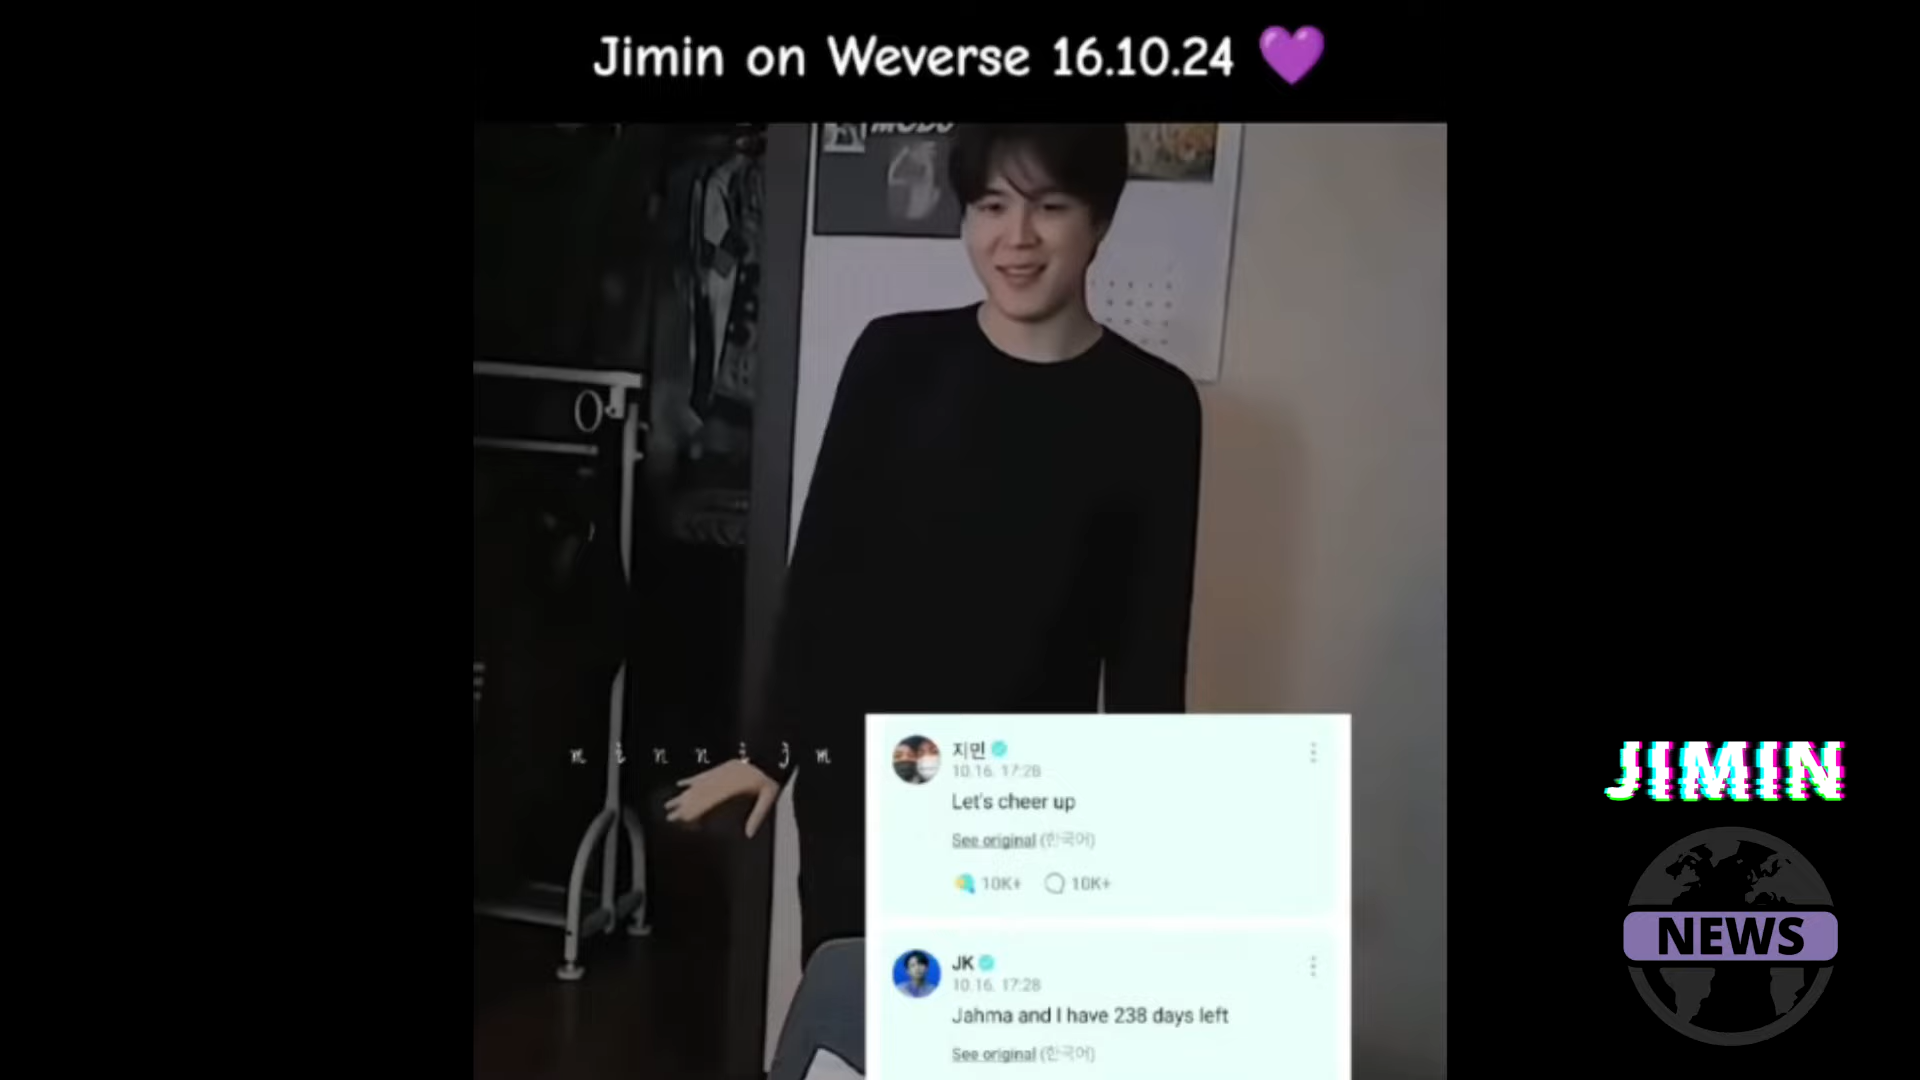 Jimin on Weverse 16.10.24 💜
지민
10.16. 17:28
Let's cheer up
See original (한국어)
10K+ 10K+
JK
10.16. 17:28
Jahma and I have 238 days left
See original (한국어)
m i n n i j m
JIMIN
NEWS